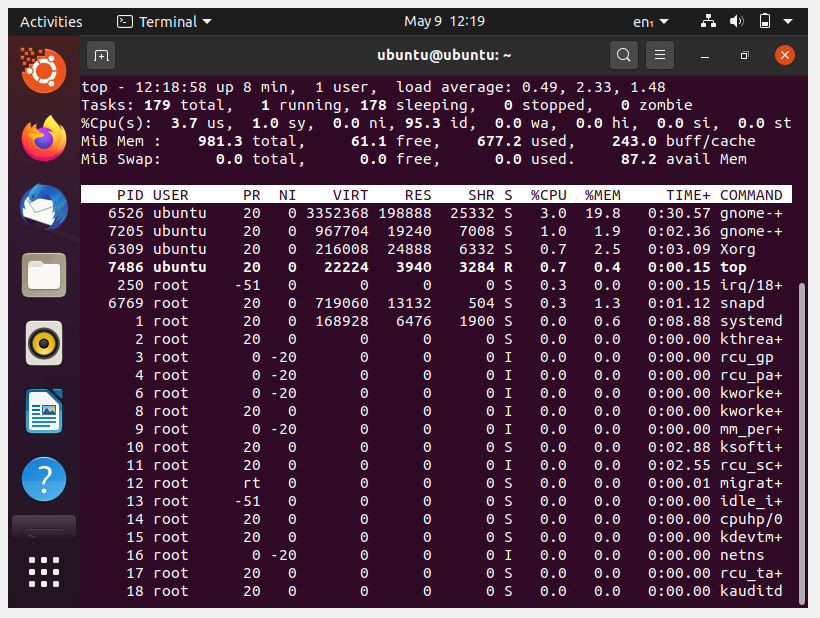 Activities Terminal May 9 12:19 en₁
ubuntu@ubuntu: ~
top - 12:18:58 up 8 min, 1 user, load average: 0.49, 2.33, 1.48
Tasks: 179 total, 1 running, 178 sleeping, 0 stopped, 0 zombie
%Cpu(s): 3.7 us, 1.0 sy, 0.0 ni, 95.3 id, 0.0 wa, 0.0 hi, 0.0 si, 0.0 st
MiB Mem : 981.3 total, 61.1 free, 677.2 used, 243.0 buff/cache
MiB Swap: 0.0 total, 0.0 free, 0.0 used. 87.2 avail Mem
PID USER PR NI VIRT RES SHR S %CPU %MEM TIME+ COMMAND
6526 ubuntu 20 0 3352368 198888 25332 S 3.0 19.8 0:30.57 gnome-+
7205 ubuntu 20 0 967704 19240 7008 S 1.0 1.9 0:02.36 gnome-+
6309 ubuntu 20 0 216008 24888 6332 S 0.7 2.5 0:03.09 Xorg
7486 ubuntu 20 0 22224 3940 3284 R 0.7 0.4 0:00.15 top
250 root -51 0 0 0 0 S 0.3 0.0 0:00.15 irq/18+
6769 root 20 0 719060 13132 504 S 0.3 1.3 0:01.12 snapd
1 root 20 0 168928 6476 1900 S 0.0 0.6 0:08.88 systemd
2 root 20 0 0 0 0 S 0.0 0.0 0:00.00 kthrea+
3 root 0 -20 0 0 0 I 0.0 0.0 0:00.00 rcu_gp
4 root 0 -20 0 0 0 I 0.0 0.0 0:00.00 rcu_pa+
6 root 0 -20 0 0 0 I 0.0 0.0 0:00.00 kworke+
8 root 20 0 0 0 0 I 0.0 0.0 0:00.00 kworke+
9 root 0 -20 0 0 0 I 0.0 0.0 0:00.00 mm_per+
10 root 20 0 0 0 0 S 0.0 0.0 0:02.88 ksofti+
11 root 20 0 0 0 0 I 0.0 0.0 0:02.55 rcu_sc+
12 root rt 0 0 0 0 S 0.0 0.0 0:00.01 migrat+
13 root -51 0 0 0 0 S 0.0 0.0 0:00.00 idle_i+
14 root 20 0 0 0 0 S 0.0 0.0 0:00.00 cpuhp/0
15 root 20 0 0 0 0 S 0.0 0.0 0:00.00 kdevtm+
16 root 0 -20 0 0 0 I 0.0 0.0 0:00.00 netns
17 root 20 0 0 0 0 S 0.0 0.0 0:00.00 rcu_ta+
18 root 20 0 0 0 0 S 0.0 0.0 0:00.00 kauditd